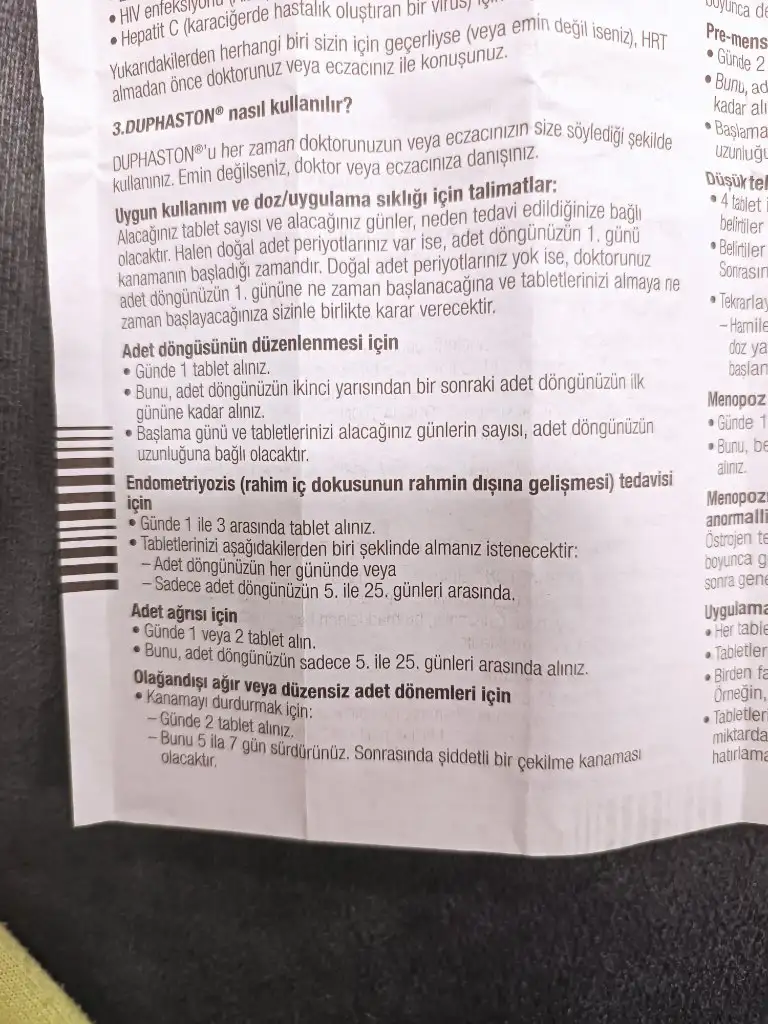 • HIV enfeksiyonu
• Hepatit C (karaciğerde hastalık oluştıran bir virüs) için
Yukarıdakilerden herhangi biri sizin için geçerliyse (veya emin değil iseniz), HRT
almadan önce doktorunuz veya eczacınız ile konuşunuz.
3.DUPHASTON® nasıl kullanılır?
DUPHASTON®'u her zaman doktorunuzun veya eczacınızın size söylediği şekilde
kullanınız. Emin değilseniz, doktor veya eczacınıza danışınız.
Uygun kullanım ve doz/uygulama sıklığı için talimatlar:
Alacağınız tablet sayısı ve alacağınız günler, neden tedavi edildiğinize bağlı
olacaktır. Halen doğal adet periyotlarınız var ise, adet döngünüzün 1. günü
kanamanın başladığı zamandır. Doğal adet periyotlarınız yok ise, doktorunuz
adet döngünüzün 1. gününe ne zaman başlanacağına ve tabletlerinizi almaya ne
zaman başlayacağınıza sizinle birlikte karar verecektir.
Adet döngüsünün düzenlenmesi için
• Günde 1 tablet alınız.
• Bunu, adet döngünüzün ikinci yarısından bir sonraki adet döngünüzün ilk
gününe kadar alınız.
• Başlama günü ve tabletlerinizi alacağınız günlerin sayısı, adet döngünüzün
uzunluğuna bağlı olacaktır.
Endometriyozis (rahim iç dokusunun rahmin dışına gelişmesi) tedavisi
için
• Günde 1 ile 3 arasında tablet alınız.
• Tabletlerinizi aşağıdakilerden biri şeklinde almanız istenecektir:
– Adet döngünüzün her gününde veya
– Sadece adet döngünüzün 5. ile 25. günleri arasında.
Adet ağrısı için
• Günde 1 veya 2 tablet alın.
• Bunu, adet döngünüzün sadece 5. ile 25. günleri arasında alınız.
Olağandışı ağır veya düzensiz adet dönemleri için
• Kanamayı durdurmak için:
– Günde 2 tablet alınız.
– Bunu 5 ila 7 gün sürdürünüz. Sonrasında şiddetli bir çekilme kanaması
olacaktır.
boyunca de
Pre-mens
• Günde 2
• Bunu, ad
kadar alı
• Başlama
uzunluğu
Düşük teh
• 4 tablet i
belirtiler
• Belirtiler
Sonrasın
• Tekrarlay
– Hamile
doz ya
başlan
Menopoz
• Günde 1
• Bunu, be
alınız.
Menopoz
anormalli
Östrojen te
boyunca g
sonra gene
Uygulama
• Her table
• Tabletler
• Birden fa
Örneğin,
• Tabletleri
miktarda
hatırlama